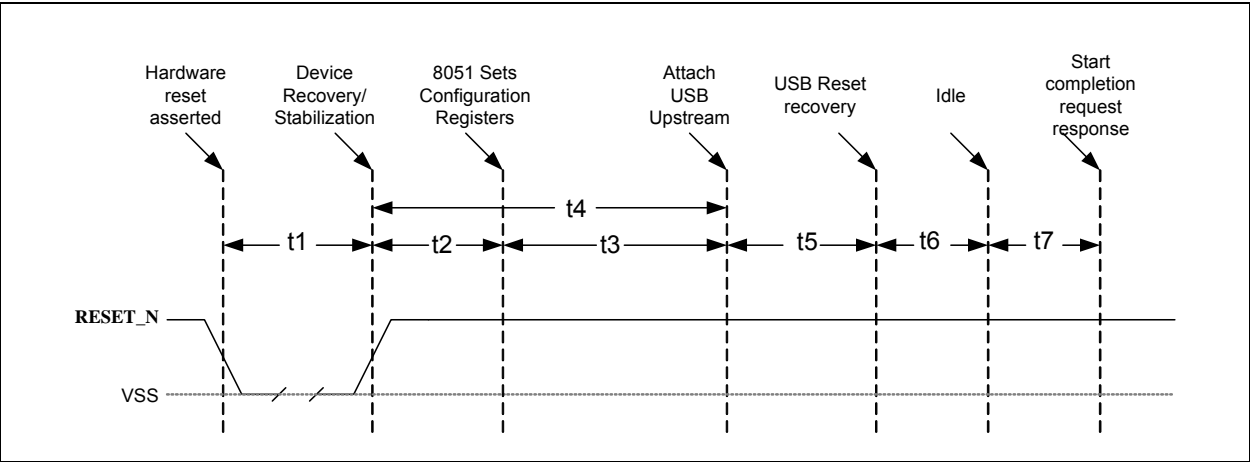 Hardware
reset
asserted
Device
Recovery/
Stabilization
8051 Sets
Configuration
Registers
Attach
USB
Upstream
USB Reset
recovery
Idle
Start
completion
request
response
t4
t1
t2
t3
t5
t6
t7
RESET_N
VSS